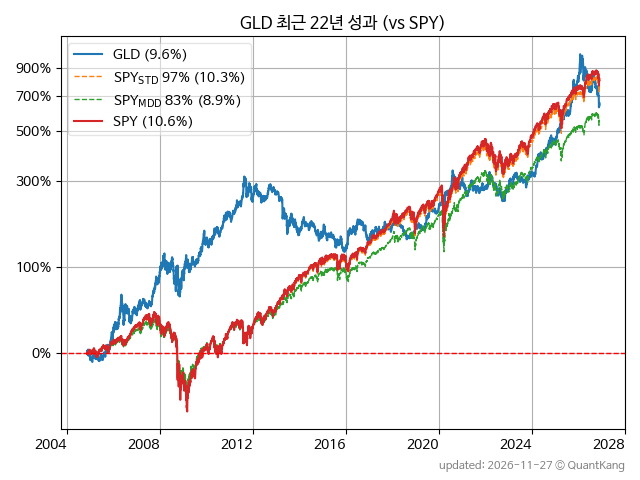 GLD 최근 22년 성과 (vs SPY)
GLD (9.6%)
SPY_STD 97% (10.3%)
SPY_MDD 83% (8.9%)
SPY (10.6%)
900%
700%
500%
300%
100%
0%
2004 2008 2012 2016 2020 2024 2028
updated: 2026-11-27 © QuantKang